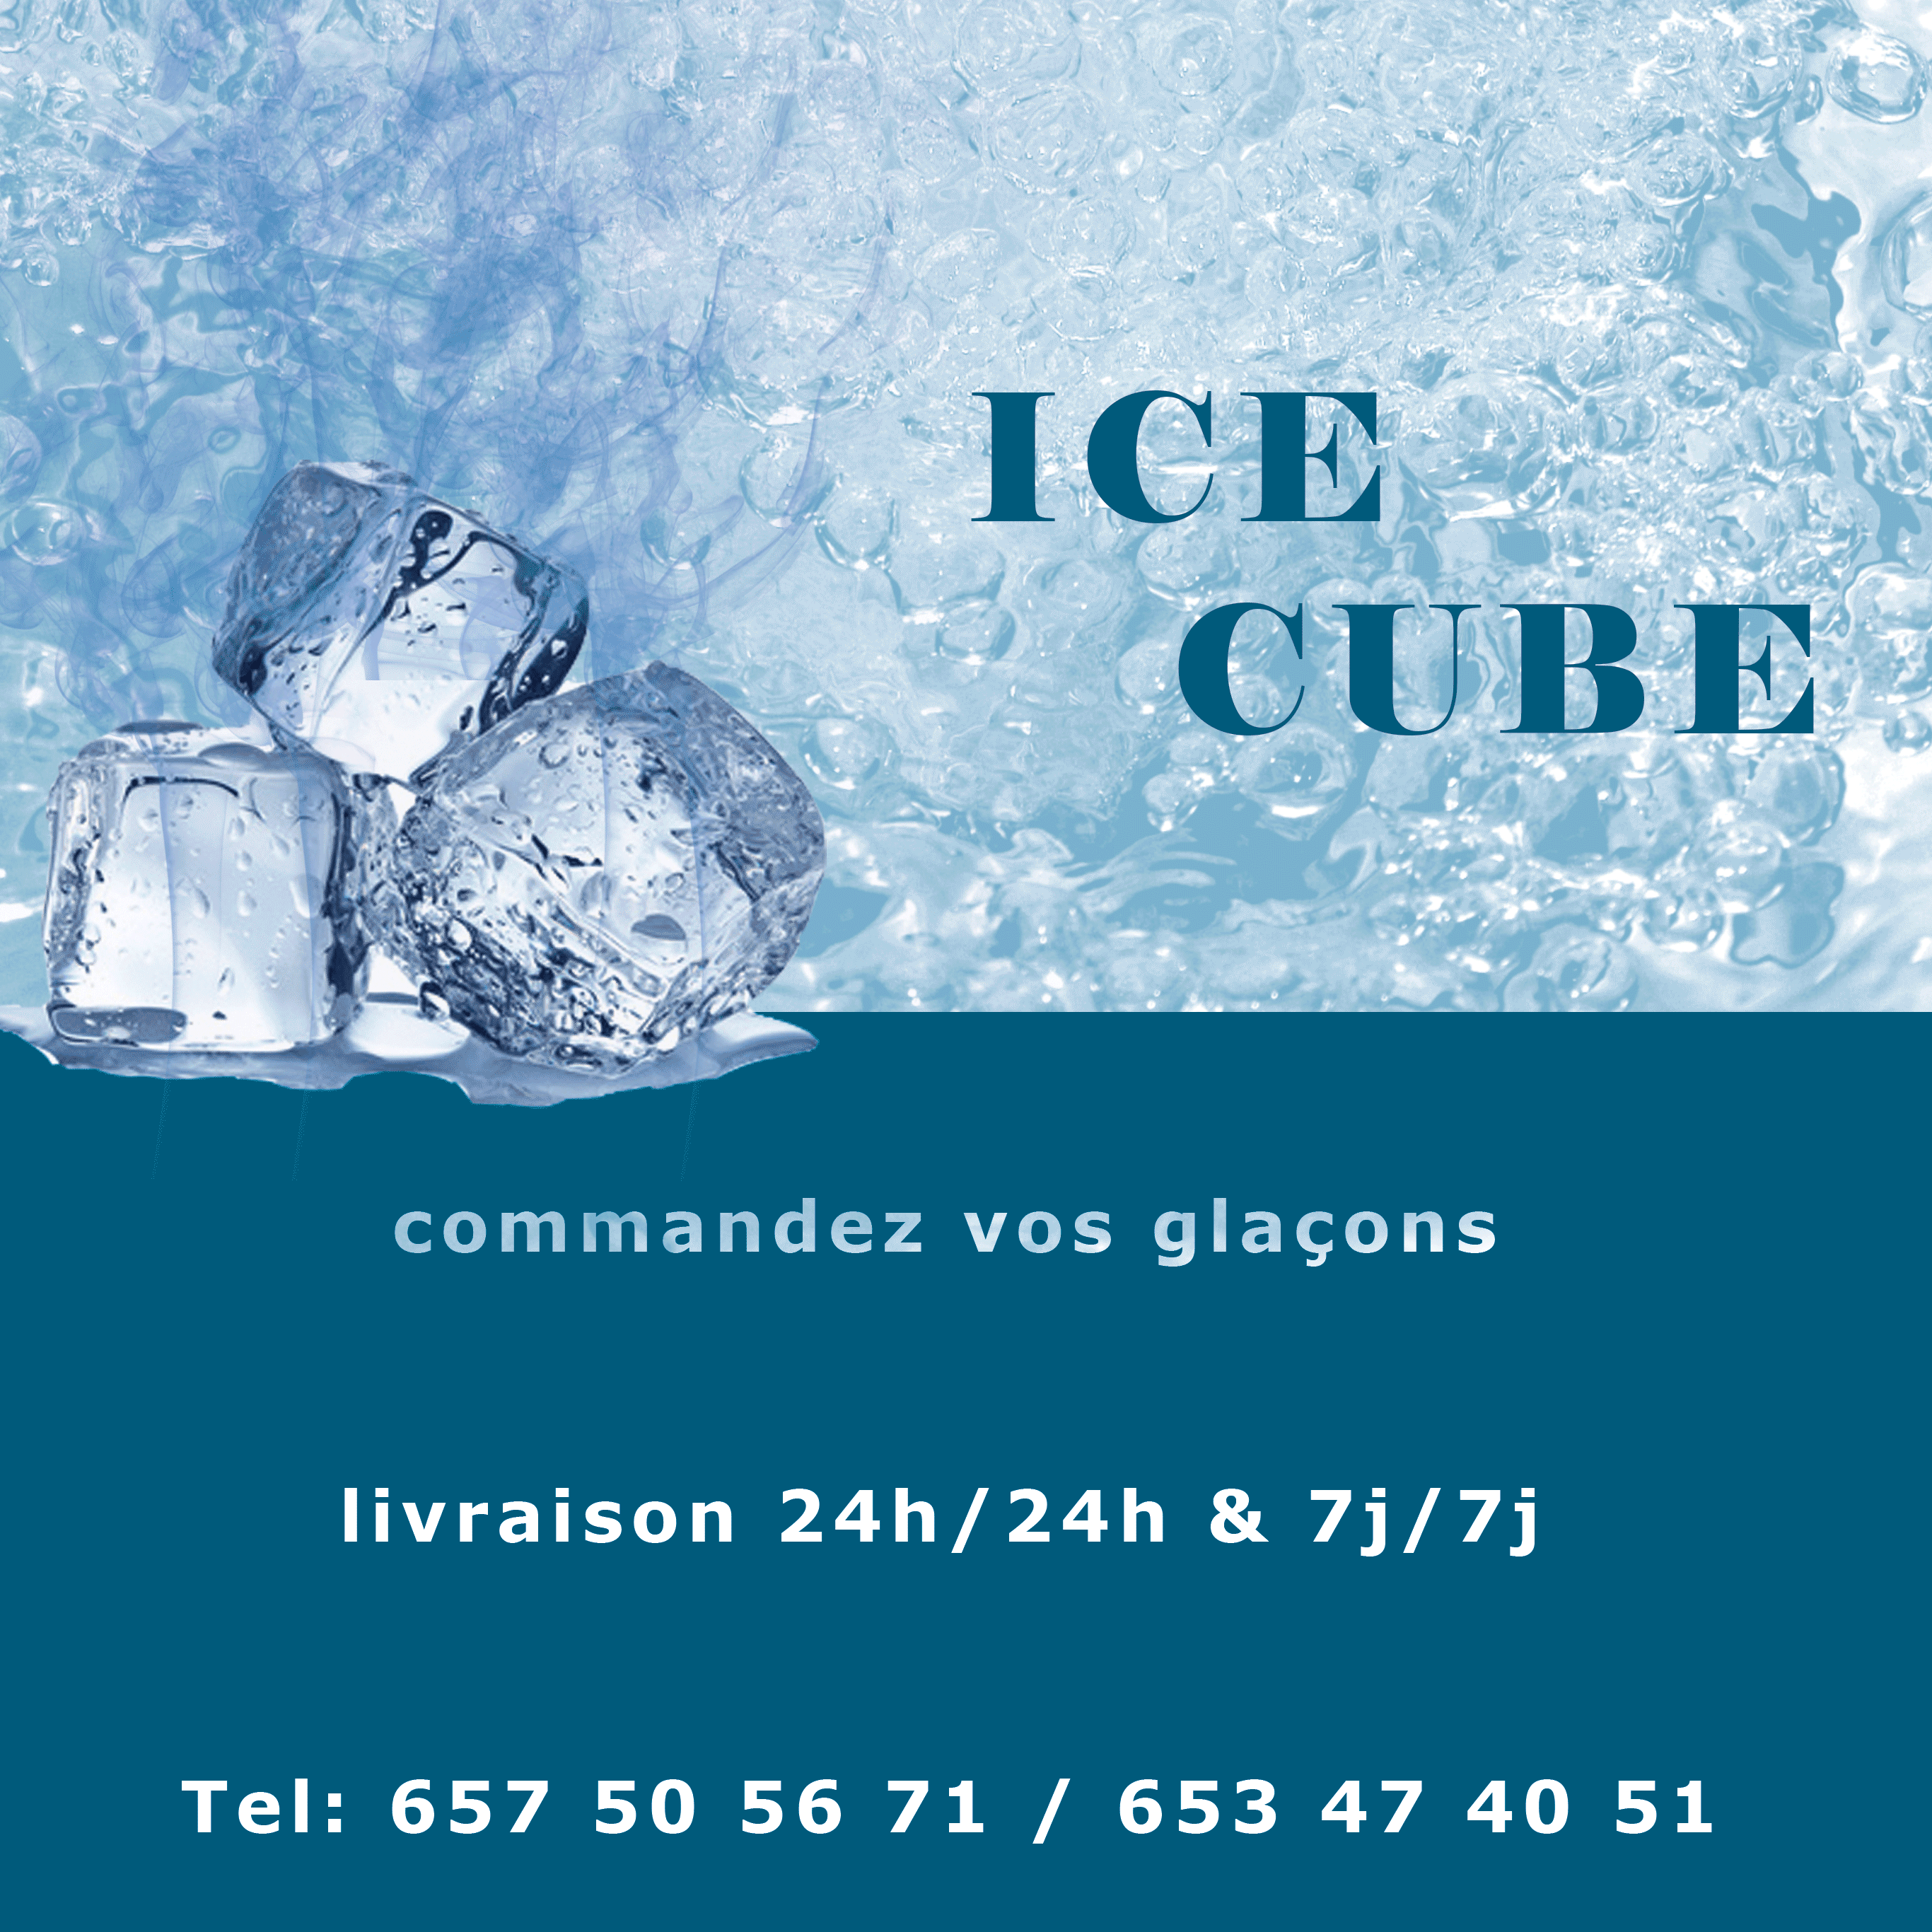 ICE
CUBE
commandez vos glaçons
livraison 24h/24h & 7j/7j
Tel: 657 50 56 71 / 653 47 40 51